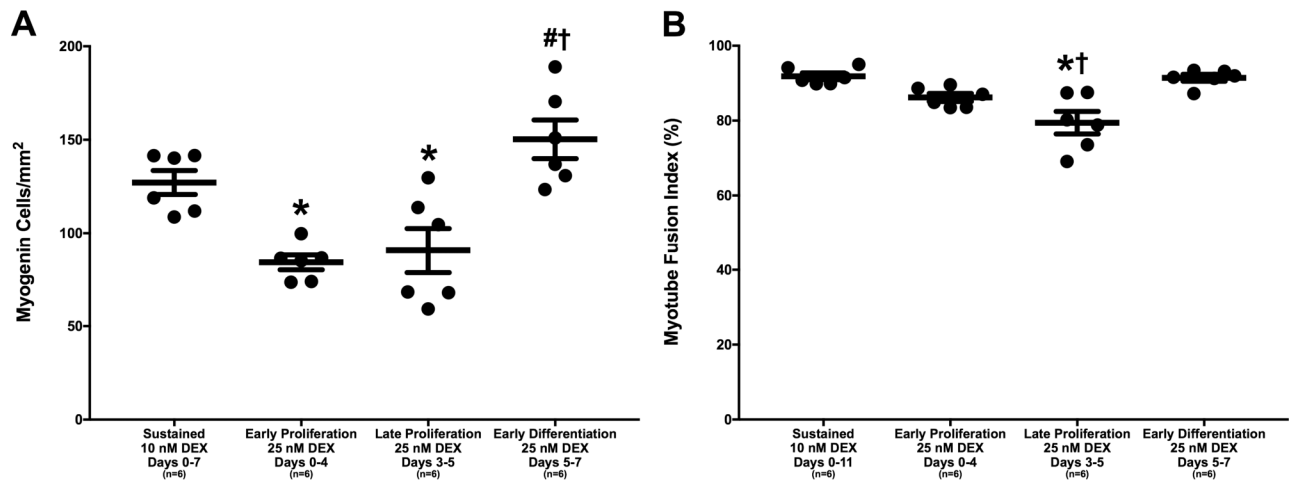 A
Myogenin Cells/mm²
200
150
100
50
0
*
*
#†
Sustained
10 nM DEX
Days 0-7
(n=6)
Early Proliferation
25 nM DEX
Days 0-4
(n=6)
Late Proliferation
25 nM DEX
Days 3-5
(n=6)
Early Differentiation
25 nM DEX
Days 5-7
(n=6)
B
Myotube Fusion Index (%)
100
80
60
40
20
0
*†
Sustained
10 nM DEX
Days 0-11
(n=6)
Early Proliferation
25 nM DEX
Days 0-4
(n=6)
Late Proliferation
25 nM DEX
Days 3-5
(n=6)
Early Differentiation
25 nM DEX
Days 5-7
(n=6)